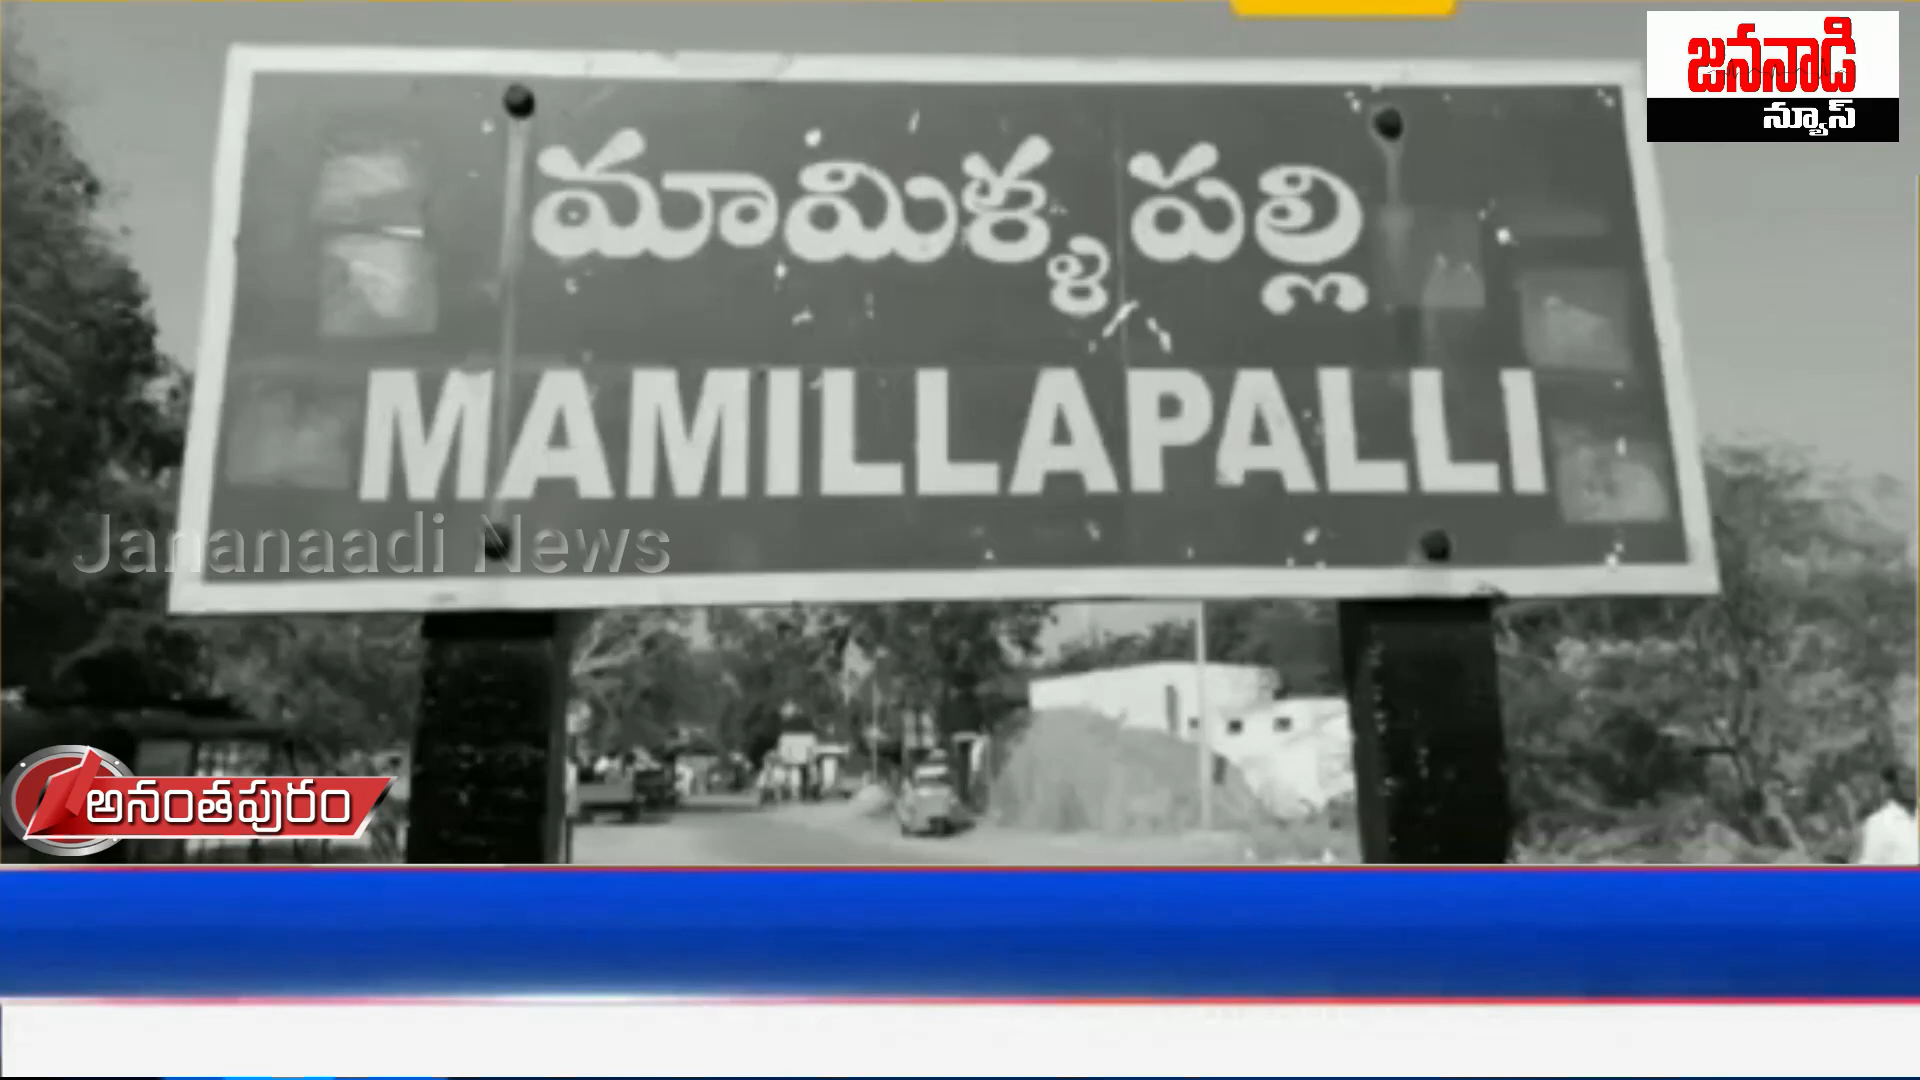 జననాడి
న్యూస్
మామిళ్ళపల్లి
MAMILLAPALLI
Jananaadi News
అనంతపురం